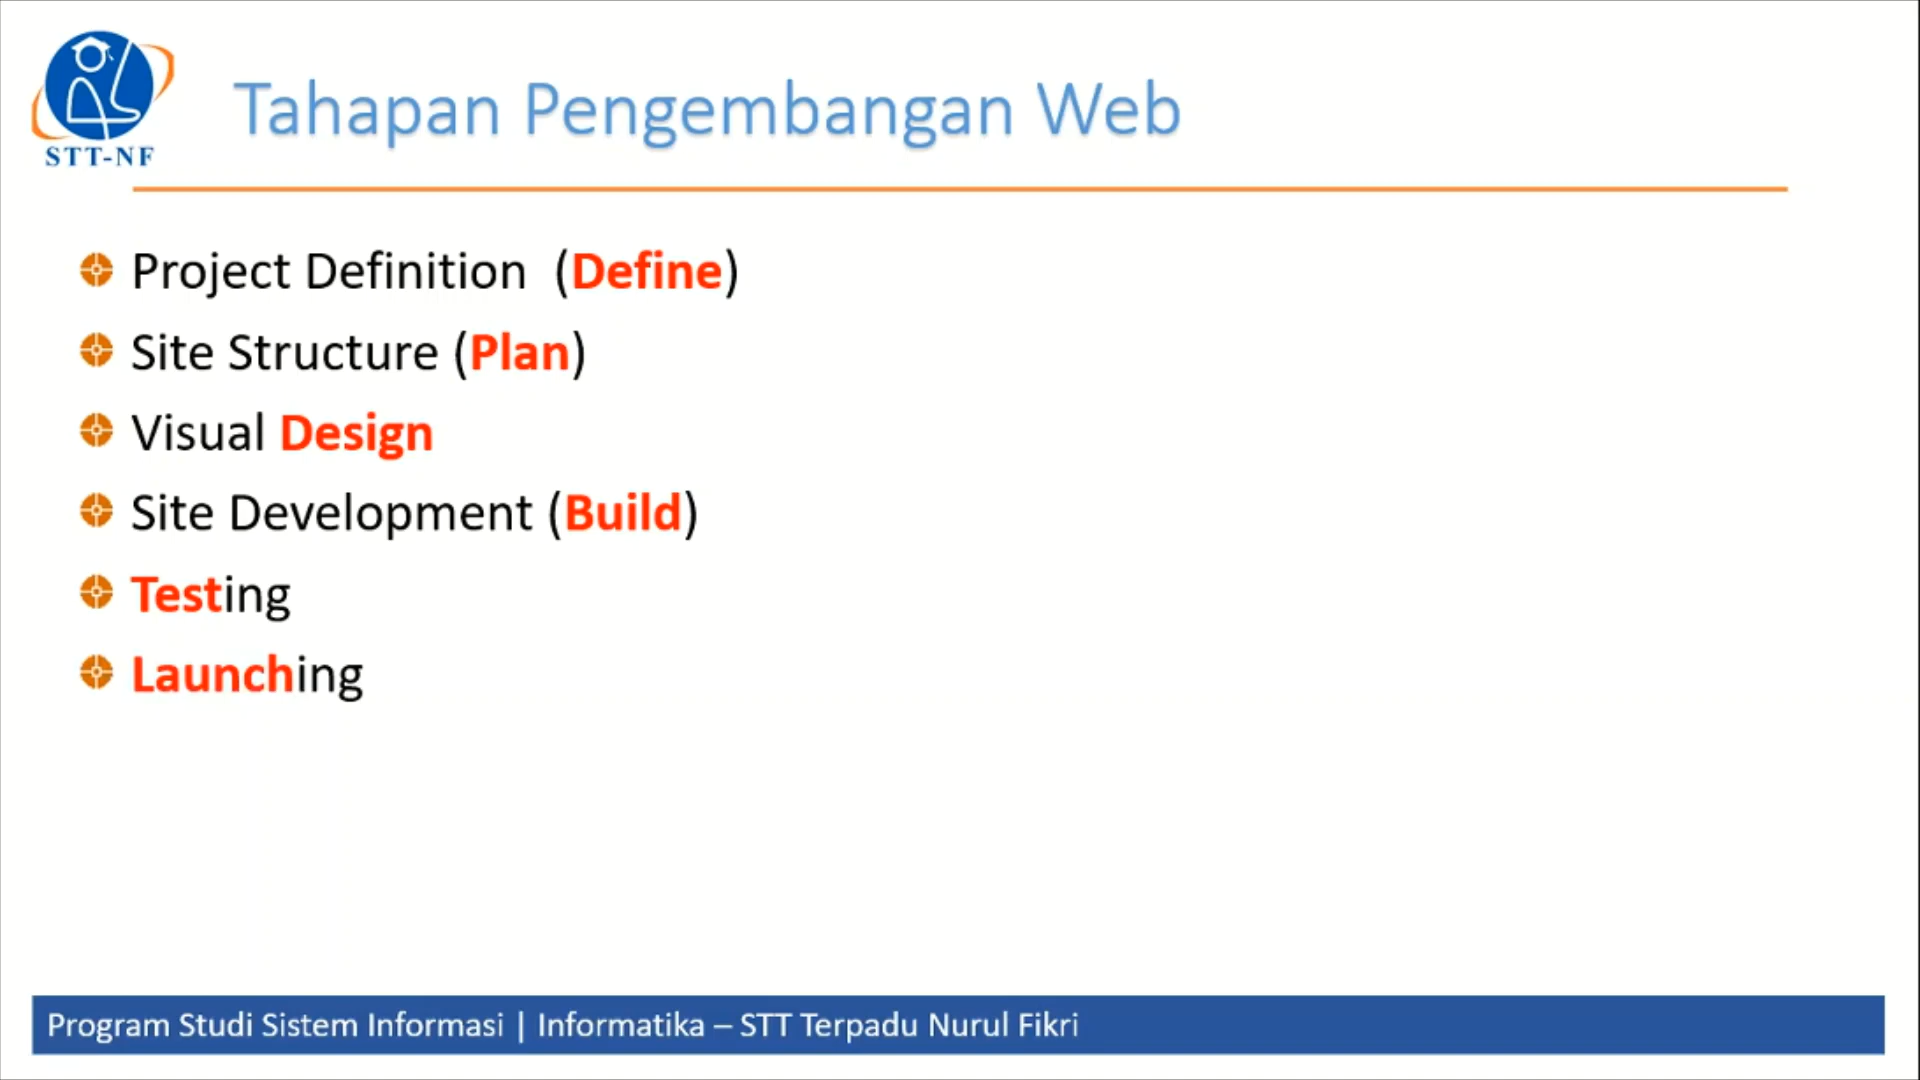 STT-NF
Tahapan Pengembangan Web
Project Definition (Define)
Site Structure (Plan)
Visual Design
Site Development (Build)
Testing
Launching
Program Studi Sistem Informasi | Informatika – STT Terpadu Nurul Fikri